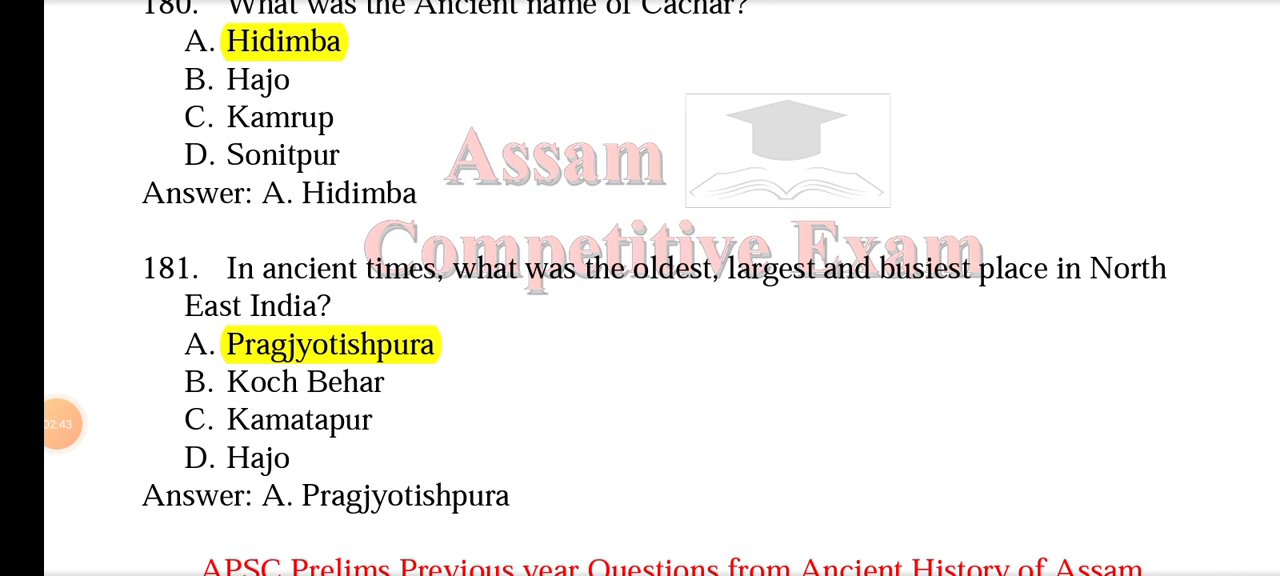 180. What was the Ancient name of Cachar?
A. Hidimba
B. Hajo
C. Kamrup
D. Sonitpur
Answer: A. Hidimba
Assam
Competitive Exam
181. In ancient times, what was the oldest, largest and busiest place in North
East India?
A. Pragjyotishpura
B. Koch Behar
C. Kamatapur
D. Hajo
02:43
Answer: A. Pragjyotishpura
APSC Prelims Previous year Questions from Ancient History of Assam